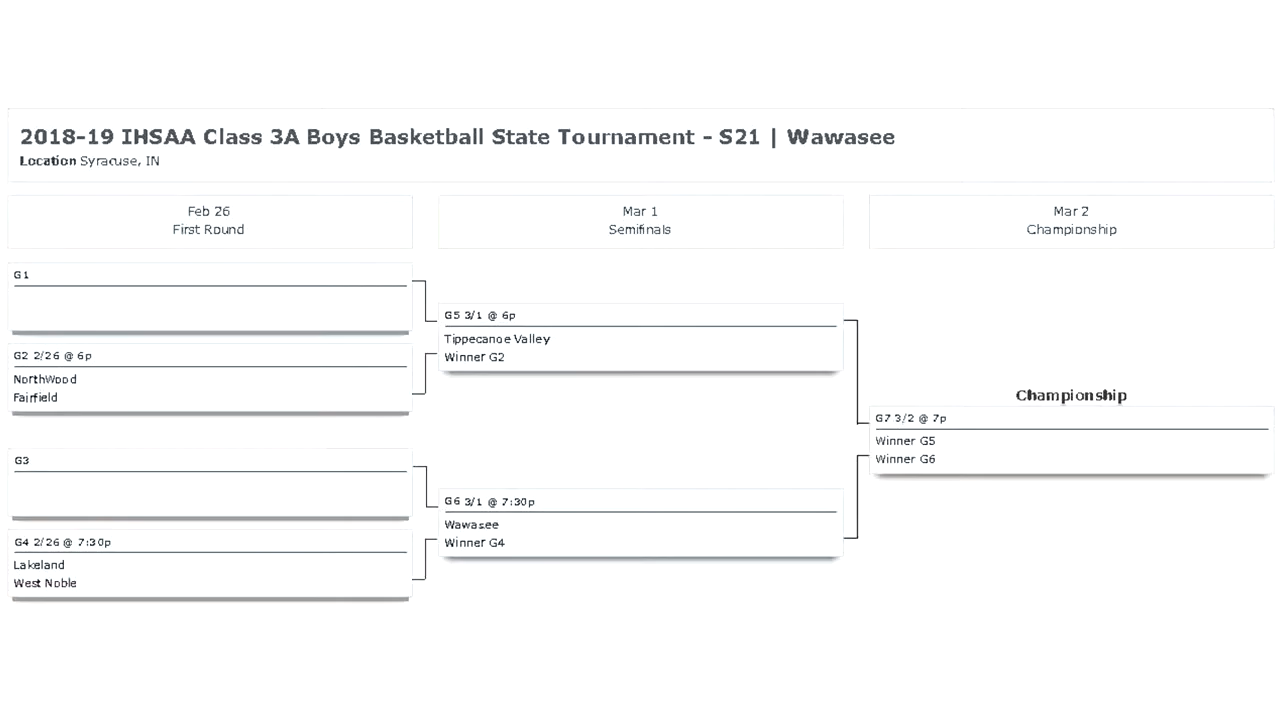 2018-19 IHSAA Class 3A Boys Basketball State Tournament - S21 | Wawasee
Location Syracuse, IN
Feb 26
First Round
Mar 1
Semifinals
Mar 2
Championship
G1
G2 2/26 @ 6p
NorthWood
Fairfield
G3
G4 2/26 @ 7:30p
Lakeland
West Noble
G5 3/1 @ 6p
Tippecanoe Valley
Winner G2
G6 3/1 @ 7:30p
Wawasee
Winner G4
Championship
G7 3/2 @ 7p
Winner G5
Winner G6